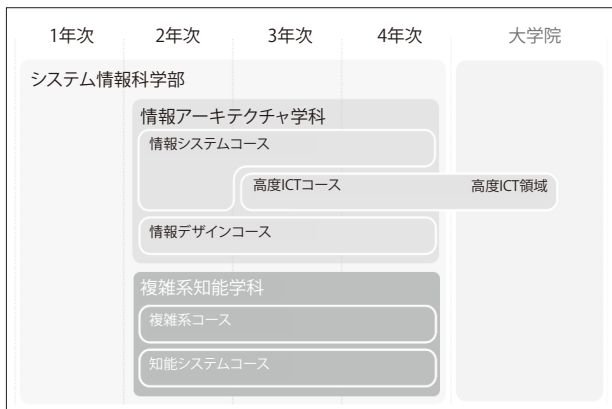 1年次 2年次 3年次 4年次 大学院
システム情報科学部
情報アーキテクチャ学科
情報システムコース
高度ICTコース 高度ICT領域
情報デザインコース
複雑系知能学科
複雑系コース
知能システムコース